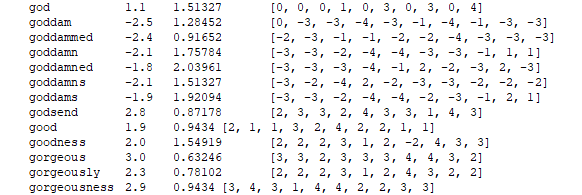 god 1.1 1.51327 [0, 0, 0, 1, 0, 3, 0, 3, 0, 4]
goddam -2.5 1.28452 [0, -3, -3, -4, -3, -1, -4, -1, -3, -3]
goddammed -2.4 0.91652 [-2, -3, -1, -1, -2, -2, -4, -3, -3, -3]
goddamn -2.1 1.75784 [-3, -3, -2, -4, -4, -3, -3, -1, 1, 1]
goddamned -1.8 2.03961 [-3, -3, -3, -4, -1, 2, -2, -3, 2, -3]
goddamns -2.1 1.51327 [-3, -2, -4, 2, -2, -3, -3, -2, -2, -2]
goddams -1.9 1.92094 [-3, -3, -2, -4, -4, -2, -3, -1, 2, 1]
godsend 2.8 0.87178 [2, 3, 3, 2, 4, 3, 3, 1, 4, 3]
good 1.9 0.9434 [2, 1, 1, 3, 2, 4, 2, 2, 1, 1]
goodness 2.0 1.54919 [2, 2, 2, 3, 1, 2, -2, 4, 3, 3]
gorgeous 3.0 0.63246 [3, 3, 2, 3, 3, 3, 4, 4, 3, 2]
gorgeously 2.3 0.78102 [2, 2, 2, 3, 1, 2, 4, 3, 2, 2]
gorgeousness 2.9 0.9434 [3, 4, 3, 1, 4, 4, 2, 2, 3, 3]